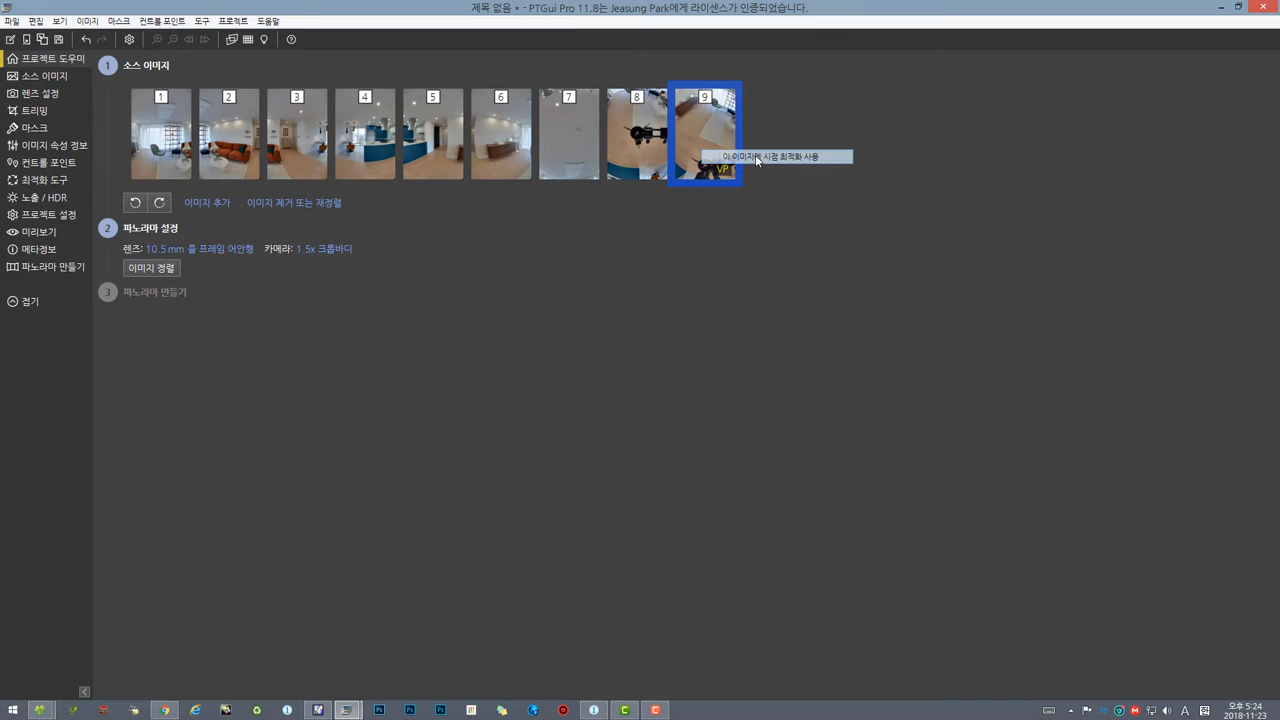 제목 없음 * - PTGui Pro 11.8는 Jeasung Park에게 라이센스가 인증되었습니다.
파일 편집 보기 이미지 마스크 컨트롤 포인트 도구 프로젝트 도움말
프로젝트 도우미
소스 이미지
렌즈 설정
트리밍
마스크
이미지 속성 정보
컨트롤 포인트
최적화 도구
노출 / HDR
프로젝트 설정
미리보기
메타정보
파노라마 만들기
접기
1 소스 이미지
1 2 3 4 5 6 7 8 9
이 이미지에 시점 최적화 사용
VP
이미지 추가 이미지 제거 또는 재정렬
2 파노라마 설정
렌즈: 10.5 mm 풀 프레임 어안형 카메라: 1.5x 크롭바디
이미지 정렬
3 파노라마 만들기
오후 5:24
2018-11-23